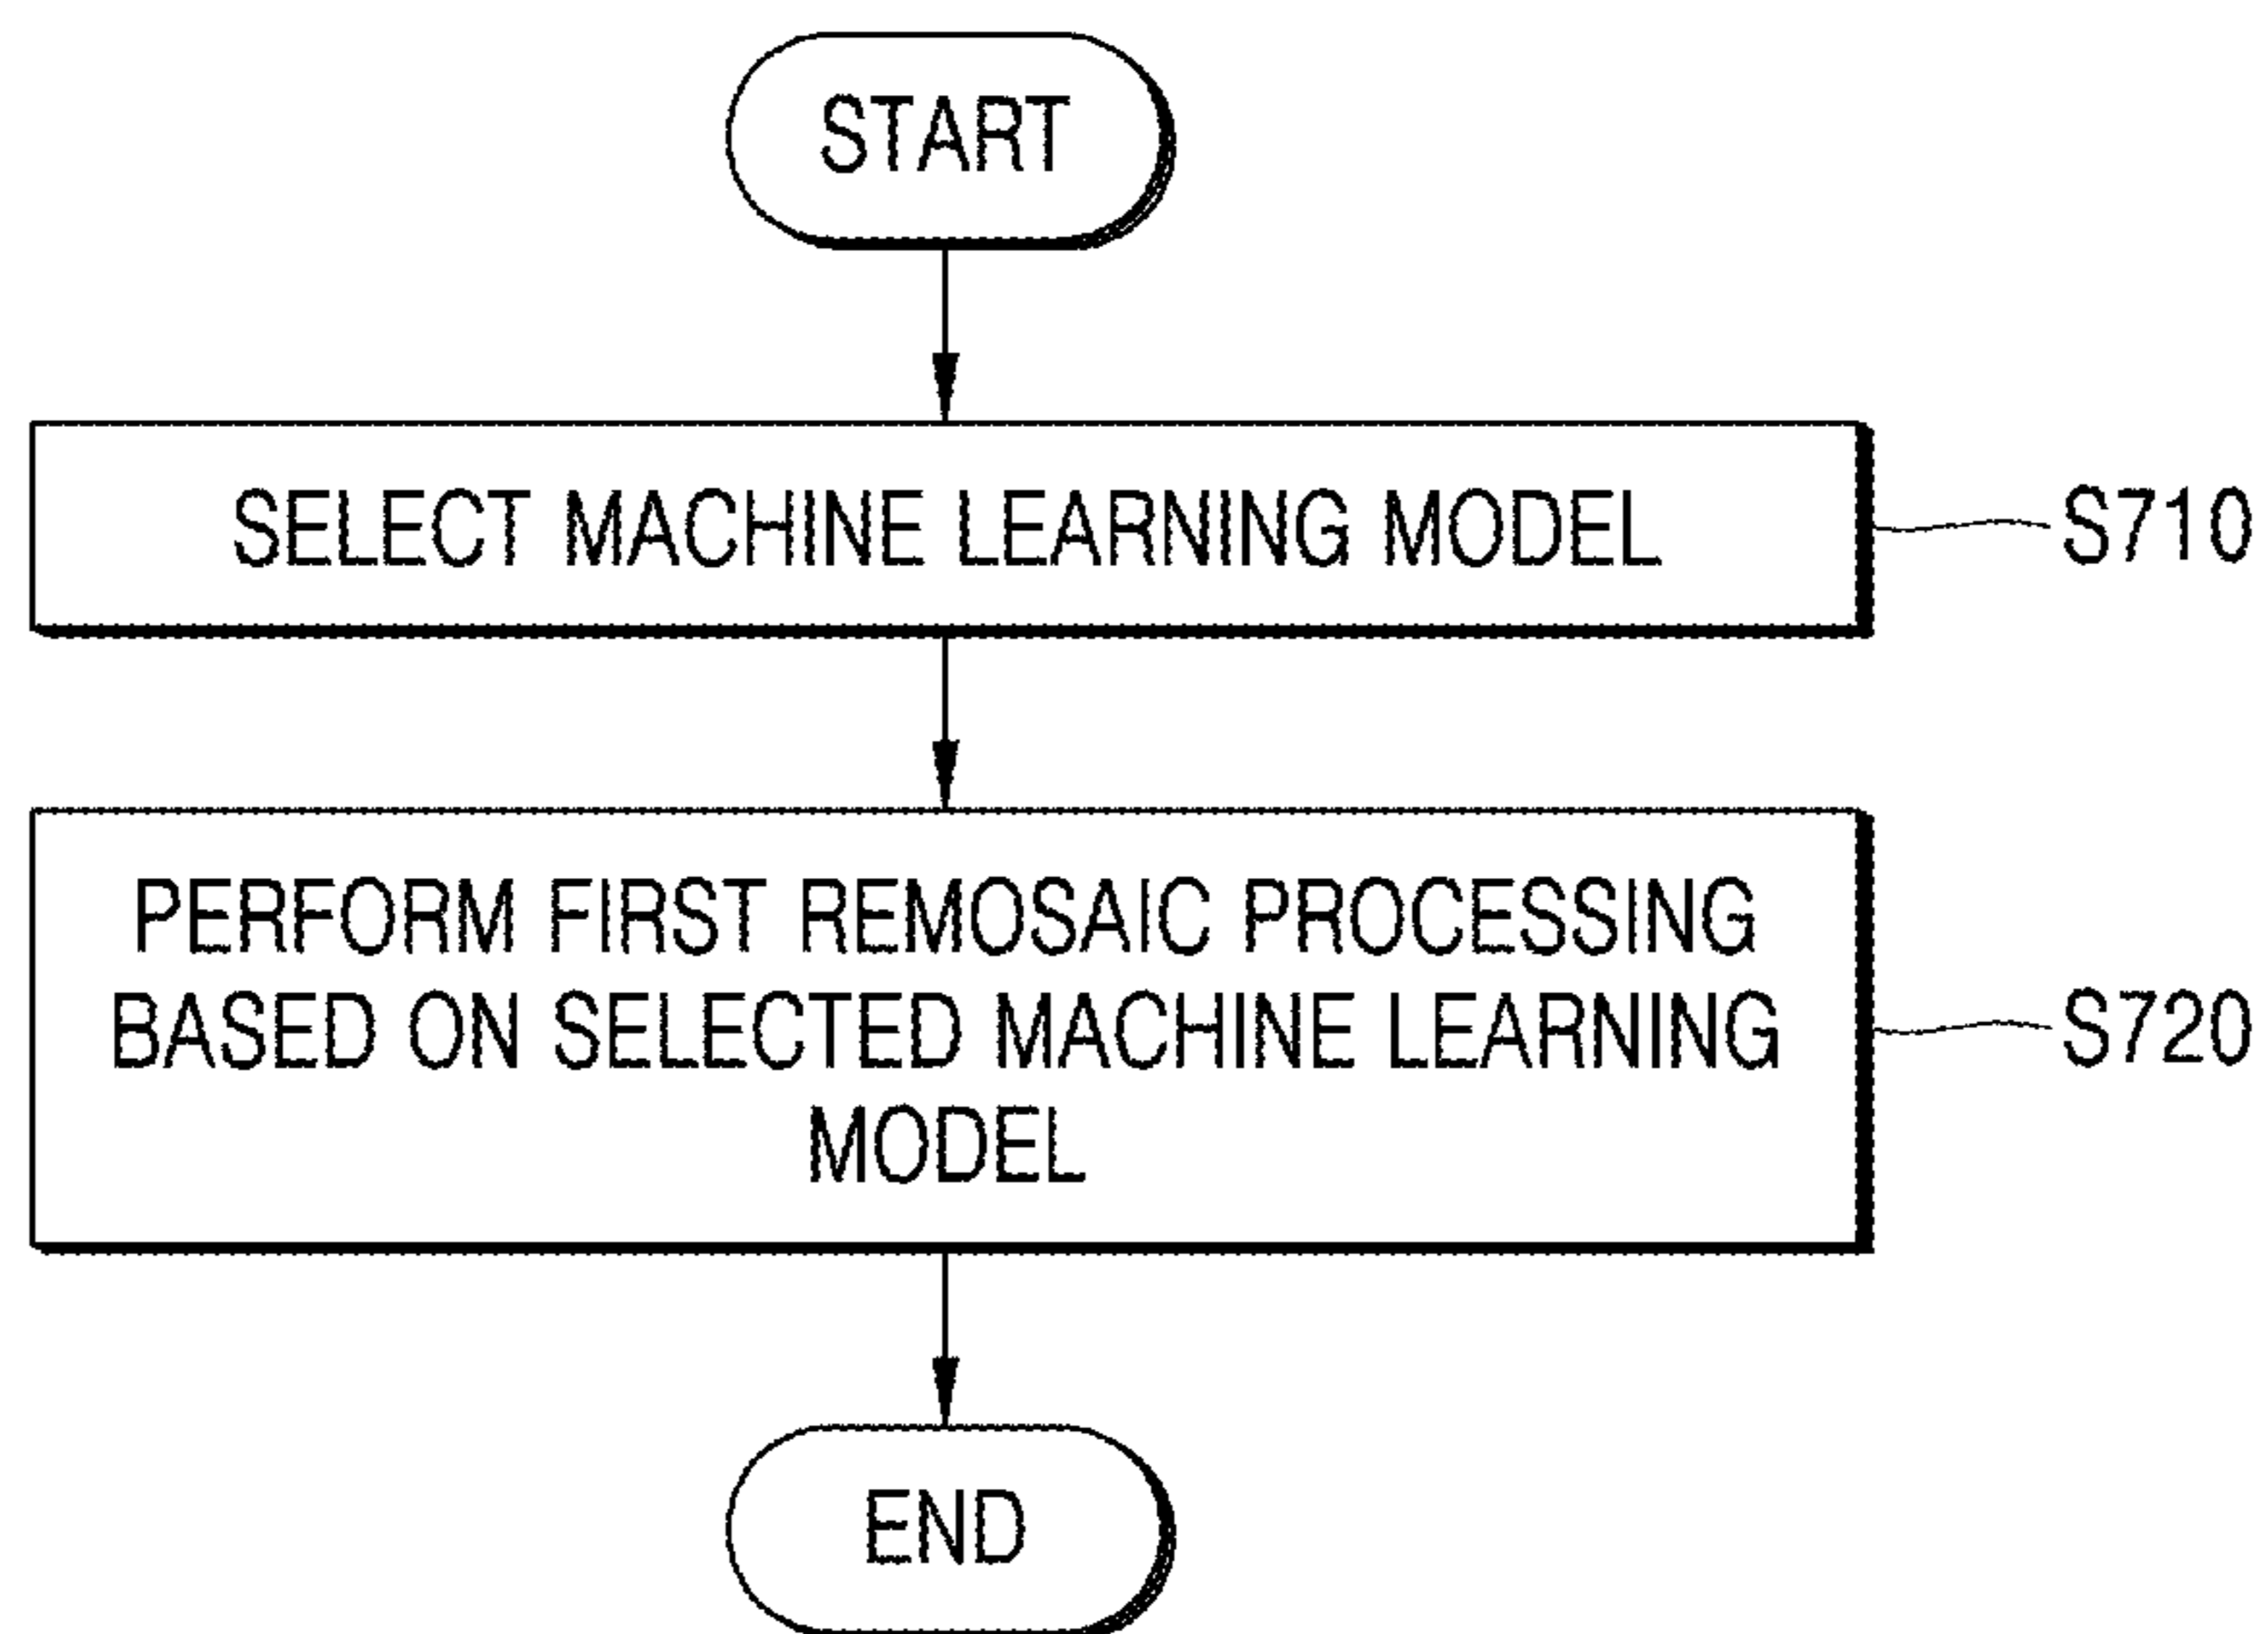 START
SELECT MACHINE LEARNING MODEL
S710
PERFORM FIRST REMOSAIC PROCESSING
BASED ON SELECTED MACHINE LEARNING
MODEL
S720
END